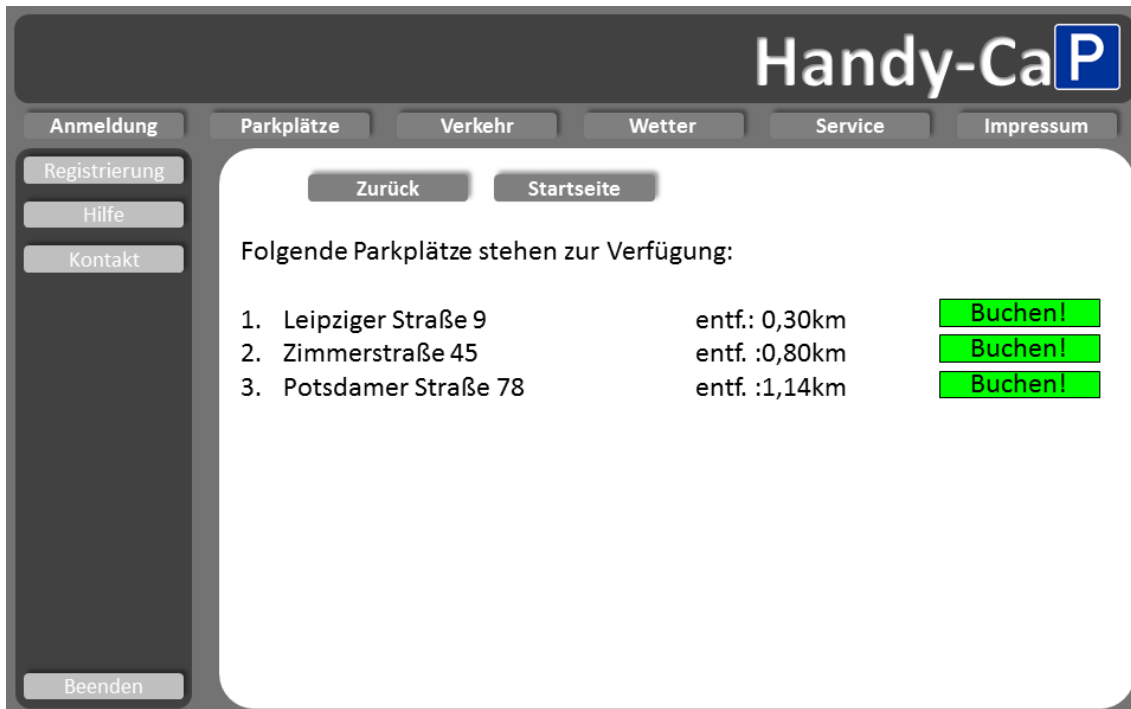 Handy-CaP
Anmeldung Parkplätze Verkehr Wetter Service Impressum
Registrierung
Hilfe
Kontakt
Beenden
Zurück Startseite
Folgende Parkplätze stehen zur Verfügung:
1. Leipziger Straße 9 entf.: 0,30km Buchen!
2. Zimmerstraße 45 entf. :0,80km Buchen!
3. Potsdamer Straße 78 entf. :1,14km Buchen!